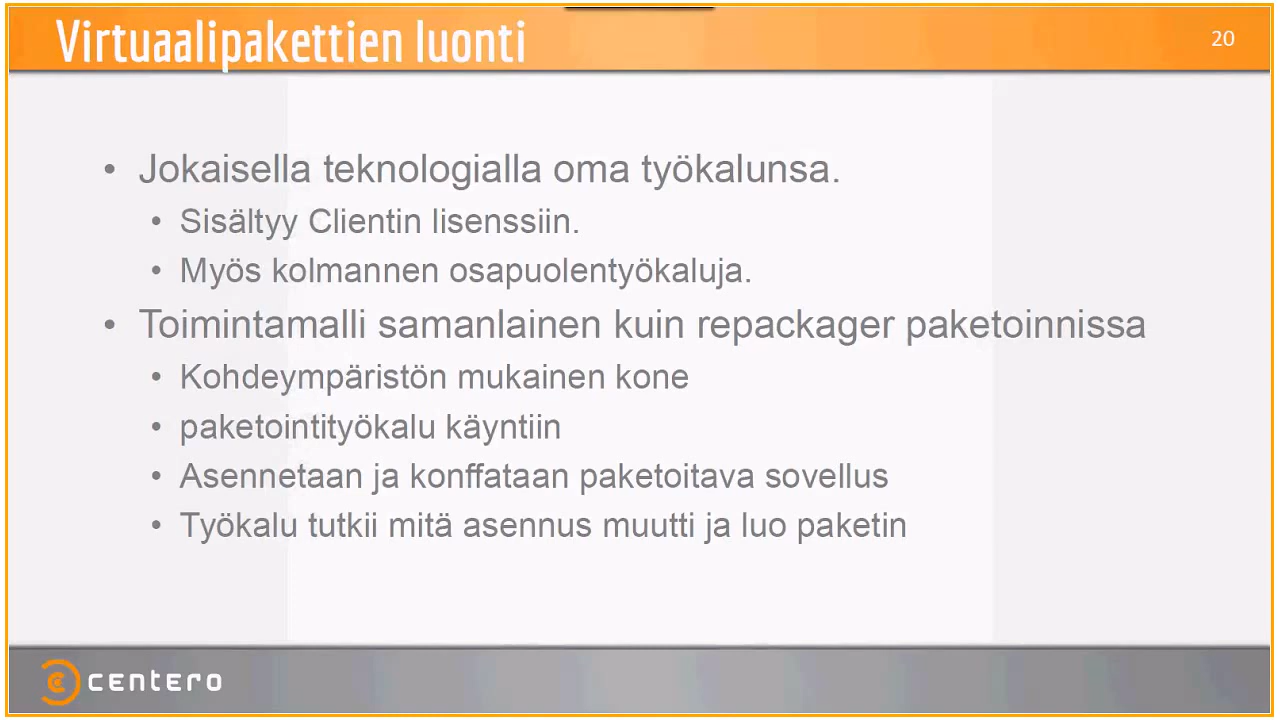 Virtuaalipakettien luonti
20
• Jokaisella teknologialla oma työkalunsa.
• Sisältyy Clientin lisenssiin.
• Myös kolmannen osapuolentyökaluja.
• Toimintamalli samanlainen kuin repackager paketoinnissa
• Kohdeympäristön mukainen kone
• paketointityökalu käyntiin
• Asennetaan ja konffataan paketoitava sovellus
• Työkalu tutkii mitä asennus muutti ja luo paketin
centero